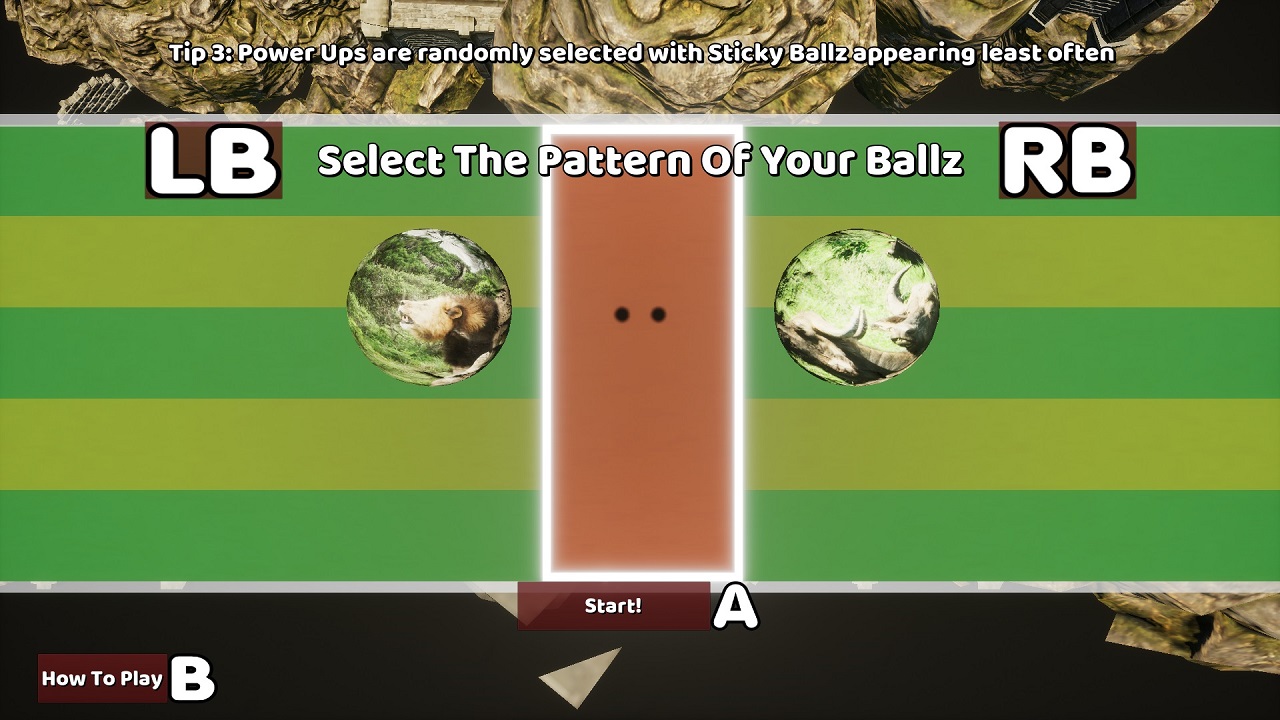 Tip 3: Power Ups are randomly selected with Sticky Ballz appearing least often
LB
Select The Pattern Of Your Ballz
RB
Start!
A
How To Play
B